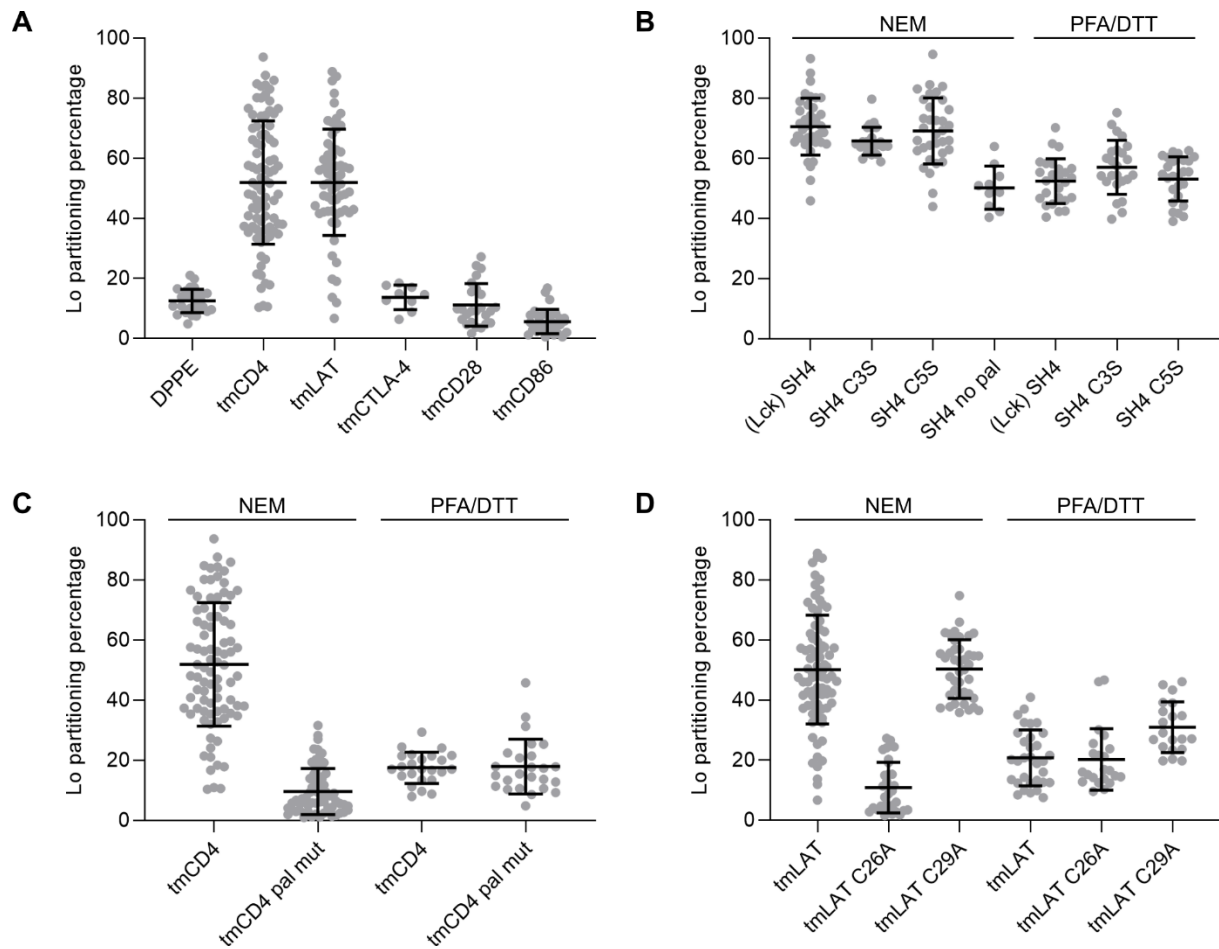 A
Lo partitioning percentage
100
80
60
40
20
0
DPPE
tmCD4
tmLAT
tmCTLA-4
tmCD28
tmCD86
B
NEM
PFA/DTT
Lo partitioning percentage
100
80
60
40
20
0
(Lck) SH4
SH4 C3S
SH4 C5S
SH4 no pal
(Lck) SH4
SH4 C3S
SH4 C5S
C
NEM
PFA/DTT
Lo partitioning percentage
100
80
60
40
20
0
tmCD4
tmCD4 pal mut
tmCD4
tmCD4 pal mut
D
NEM
PFA/DTT
Lo partitioning percentage
100
80
60
40
20
0
tmLAT
tmLAT C26A
tmLAT C29A
tmLAT
tmLAT C26A
tmLAT C29A